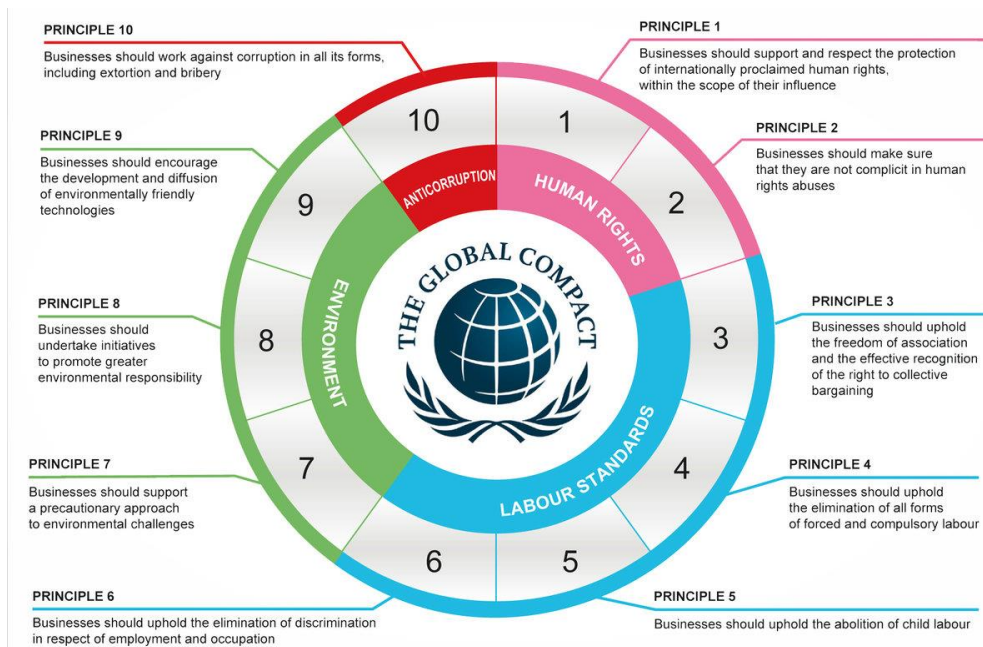 PRINCIPLE 10
Businesses should work against corruption in all its forms,
including extortion and bribery
PRINCIPLE 1
Businesses should support and respect the protection
of internationally proclaimed human rights,
within the scope of their influence
PRINCIPLE 9
Businesses should encourage
the development and diffusion
of environmentally friendly
technologies
PRINCIPLE 2
Businesses should make sure
that they are not complicit in human
rights abuses
PRINCIPLE 8
Businesses should
undertake initiatives
to promote greater
environmental responsibility
PRINCIPLE 3
Businesses should uphold
the freedom of association
and the effective recognition
of the right to collective
bargaining
PRINCIPLE 7
Businesses should support
a precautionary approach
to environmental challenges
PRINCIPLE 4
Businesses should uphold
the elimination of all forms
of forced and compulsory labour
PRINCIPLE 6
Businesses should uphold the elimination of discrimination
in respect of employment and occupation
PRINCIPLE 5
Businesses should uphold the abolition of child labour
10
1
9
2
8
3
7
4
6
5
ANTICORRUPTION
HUMAN RIGHTS
ENVIRONMENT
LABOUR STANDARDS
THE GLOBAL COMPACT